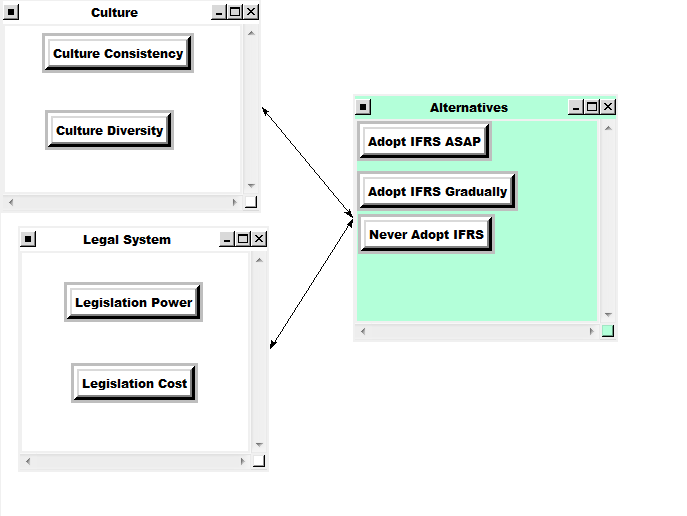 Culture
Culture Consistency
Culture Diversity
Alternatives
Adopt IFRS ASAP
Adopt IFRS Gradually
Never Adopt IFRS
Legal System
Legislation Power
Legislation Cost